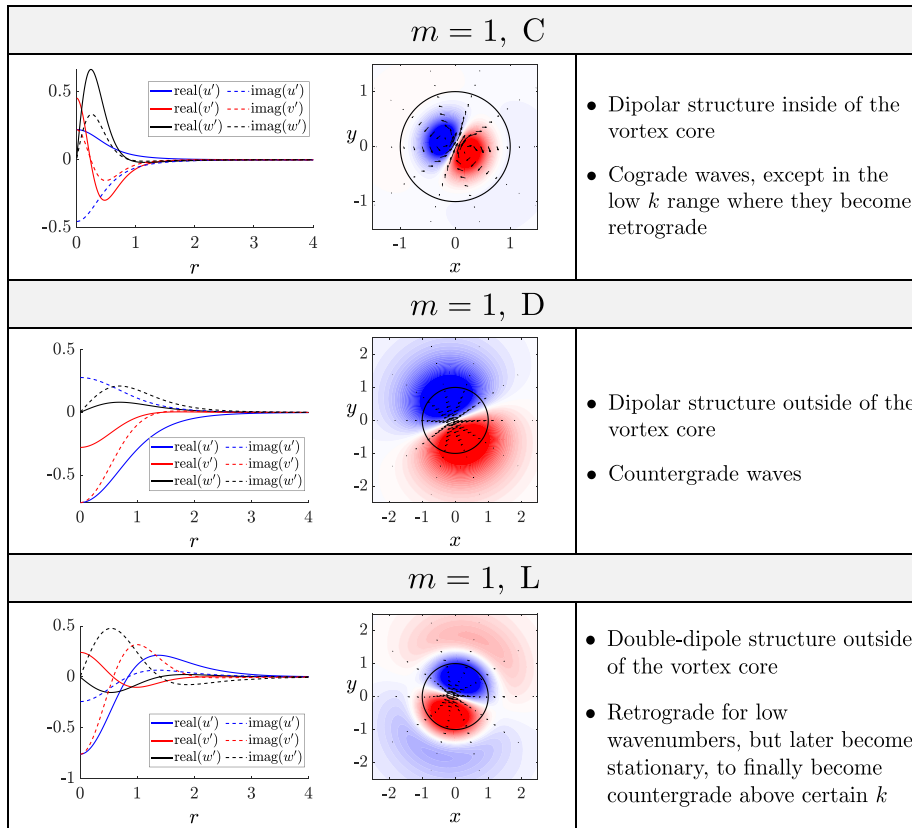 m = 1, C
0.5
0
-0.5
0 1 2 3 4
r
real(u′) imag(u′)
real(v′) imag(v′)
real(w′) imag(w′)
1
y 0
-1
-1 0 1
x
• Dipolar structure inside of the
vortex core
• Cograde waves, except in the
low k range where they become
retrograde
m = 1, D
0.5
0
-0.5
0 1 2 3 4
r
real(u′) imag(u′)
real(v′) imag(v′)
real(w′) imag(w′)
2
1
y 0
-1
-2
-2 -1 0 1 2
x
• Dipolar structure outside of the
vortex core
• Countergrade waves
m = 1, L
0.5
0
-0.5
-1
0 1 2 3 4
r
real(u′) imag(u′)
real(v′) imag(v′)
real(w′) imag(w′)
2
1
y 0
-1
-2
-2 -1 0 1 2
x
• Double-dipole structure outside
of the vortex core
• Retrograde for low
wavenumbers, but later become
stationary, to finally become
countergrade above certain k